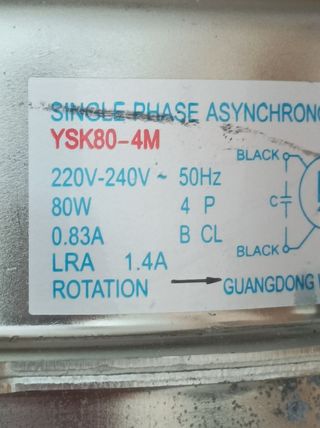 SINGLE PHASE ASYNCHRON
YSK80-4M
220V-240V ~ 50Hz
80W 4 P
0.83A B CL
LRA 1.4A
ROTATION → GUANGDONG
BLACK
C
BLACK